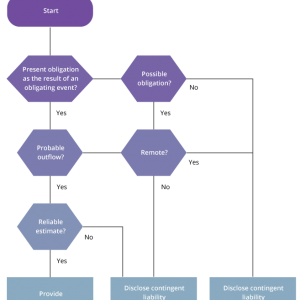 Start
Present obligation
as the result of an
obligating event?
Possible
obligation?
No
Yes
Yes
Probable
outflow?
Remote?
Yes
Yes
No
Reliable
estimate?
No
Yes
Provide
Disclose contingent
liability
Disclose contingent
liability